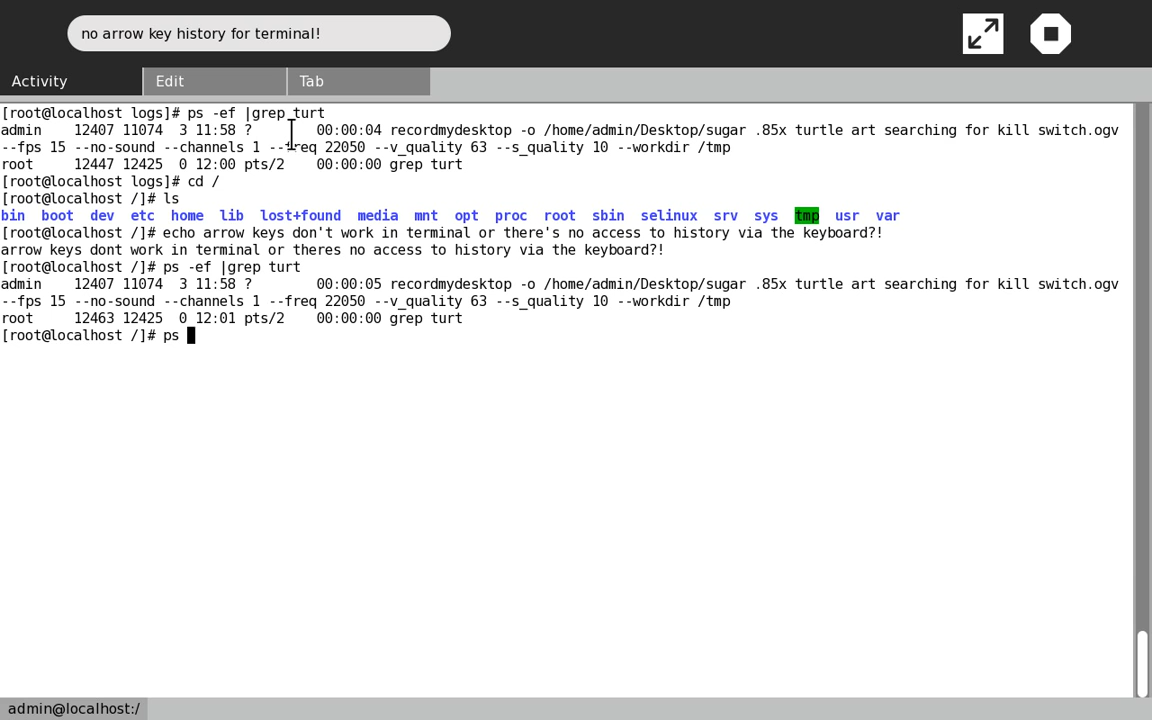 no arrow key history for terminal!
Activity
Edit
Tab
[root@localhost logs]# ps -ef |grep turt
admin    12407 11074  3 11:58 ?        00:00:04 recordmydesktop -o /home/admin/Desktop/sugar .85x turtle art searching for kill switch.ogv
--fps 15 --no-sound --channels 1 --freq 22050 --v_quality 63 --s_quality 10 --workdir /tmp
root     12447 12425  0 12:00 pts/2    00:00:00 grep turt
[root@localhost logs]# cd /
[root@localhost /]# ls
bin  boot  dev  etc  home  lib  lost+found  media  mnt  opt  proc  root  sbin  selinux  srv  sys  tmp  usr  var
[root@localhost /]# echo arrow keys don't work in terminal or there's no access to history via the keyboard?!
arrow keys dont work in terminal or theres no access to history via the keyboard?!
[root@localhost /]# ps -ef |grep turt
admin    12407 11074  3 11:58 ?        00:00:05 recordmydesktop -o /home/admin/Desktop/sugar .85x turtle art searching for kill switch.ogv
--fps 15 --no-sound --channels 1 --freq 22050 --v_quality 63 --s_quality 10 --workdir /tmp
root     12463 12425  0 12:01 pts/2    00:00:00 grep turt
[root@localhost /]# ps
admin@localhost:/